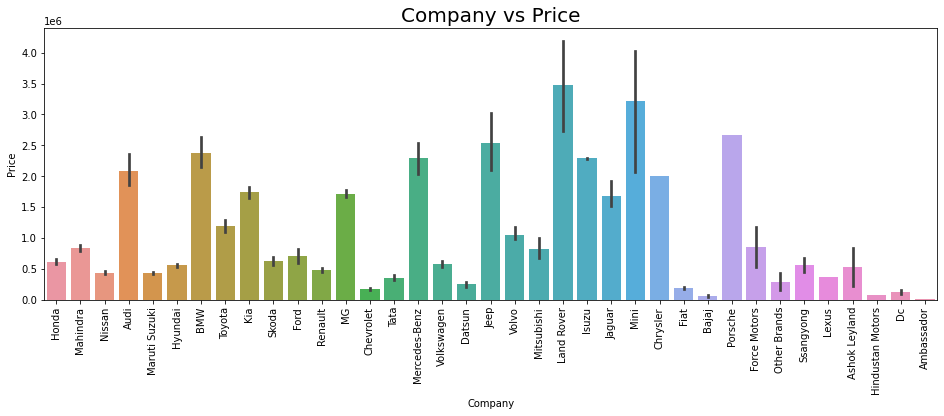 Company vs Price
1e6
4.0
3.5
3.0
2.5
2.0
1.5
1.0
0.5
0.0
Price
Honda
Mahindra
Nissan
Audi
Maruti Suzuki
Hyundai
BMW
Toyota
Kia
Skoda
Ford
Renault
MG
Chevrolet
Tata
Mercedes-Benz
Volkswagen
Datsun
Jeep
Volvo
Mitsubishi
Land Rover
Isuzu
Jaguar
Mini
Chrysler
Fiat
Bajaj
Porsche
Force Motors
Other Brands
Ssangyong
Lexus
Ashok Leyland
Hindustan Motors
Dc
Ambassador
Company